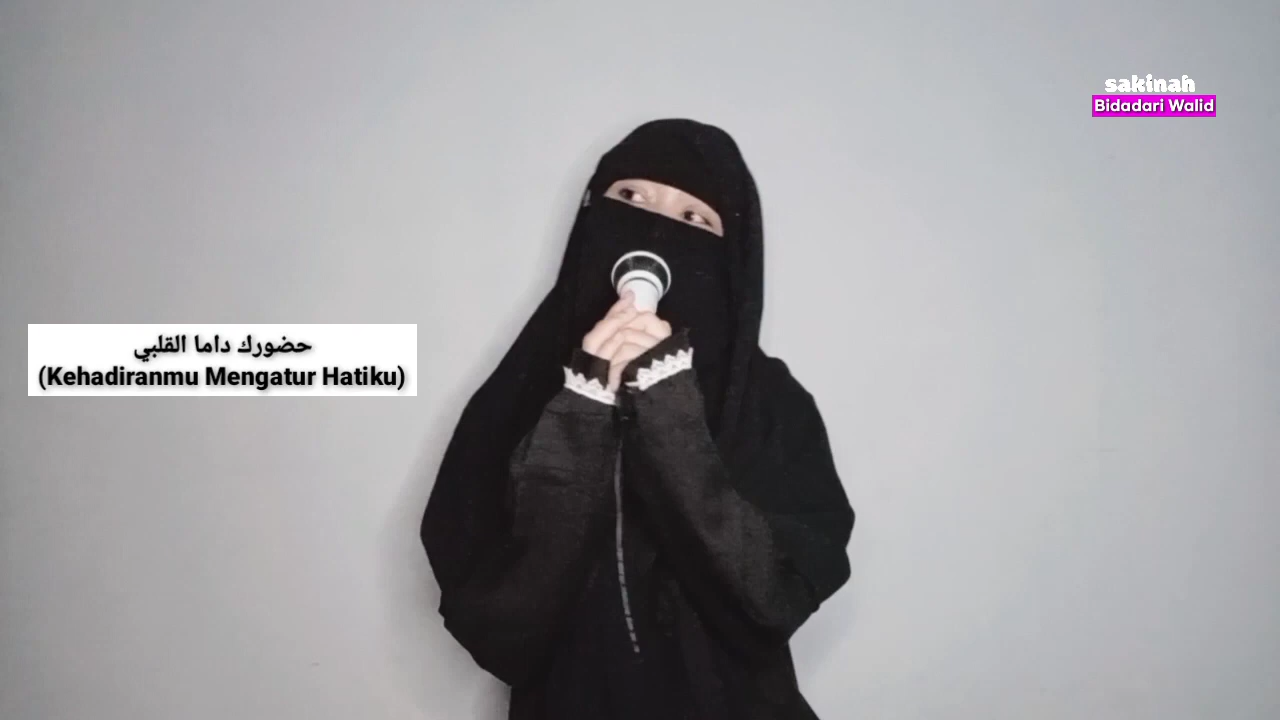 sakinah
Bidadari Walid
حضورك داما القلبي
(Kehadiranmu Mengatur Hatiku)